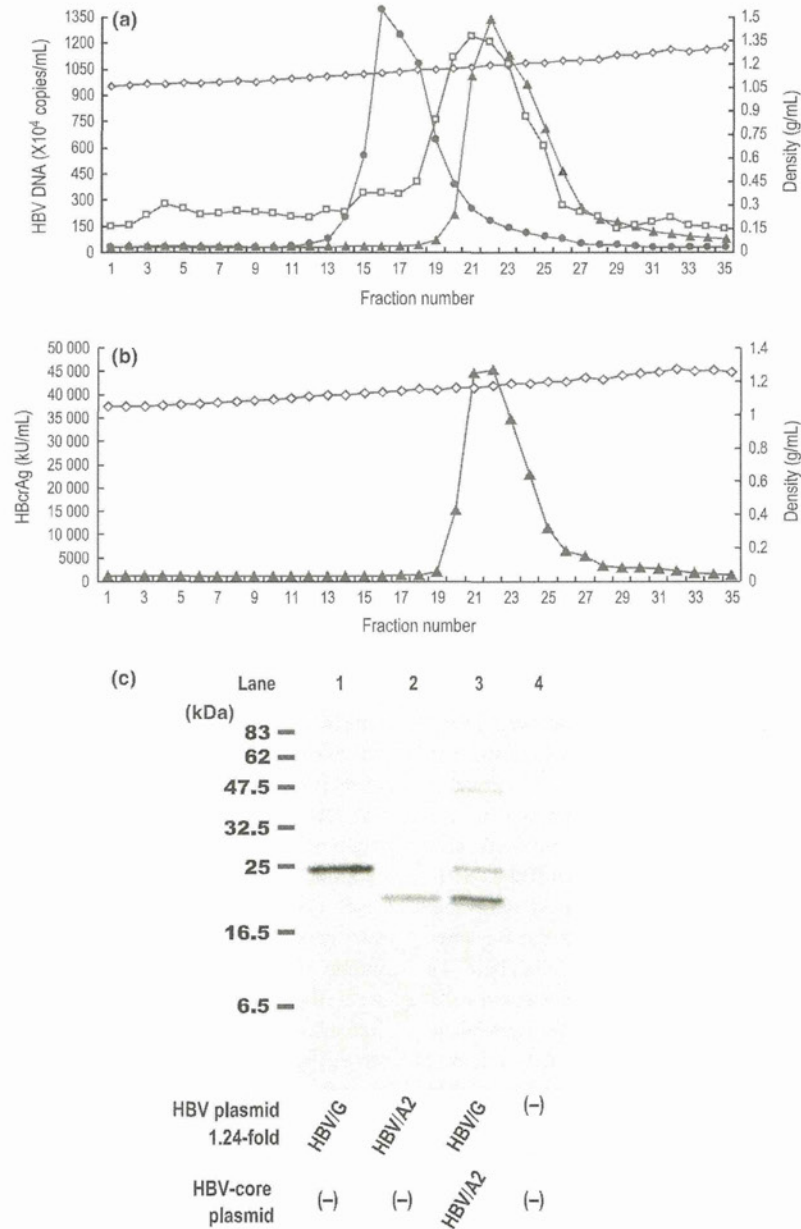 (a)
HBV DNA (X10⁴ copies/mL)
1350
1200
1050
900
750
600
450
300
150
0
1.5
1.35
1.2
1.05
0.9
0.75
0.6
0.45
0.3
0.15
0
Density (g/mL)
1 3 5 7 9 11 13 15 17 19 21 23 25 27 29 31 33 35
Fraction number
(b)
HBcrAg (kU/mL)
50 000
45 000
40 000
35 000
30 000
25 000
20 000
15 000
10 000
5000
0
1.4
1.2
1
0.8
0.6
0.4
0.2
0
Density (g/mL)
1 3 5 7 9 11 13 15 17 19 21 23 25 27 29 31 33 35
Fraction number
(c)
Lane 1 2 3 4
(kDa)
83
62
47.5
32.5
25
16.5
6.5
HBV plasmid 1.24-fold
HBV/G HBV/A2 HBV/G (–)
HBV-core plasmid
(–) (–) HBV/A2 (–)